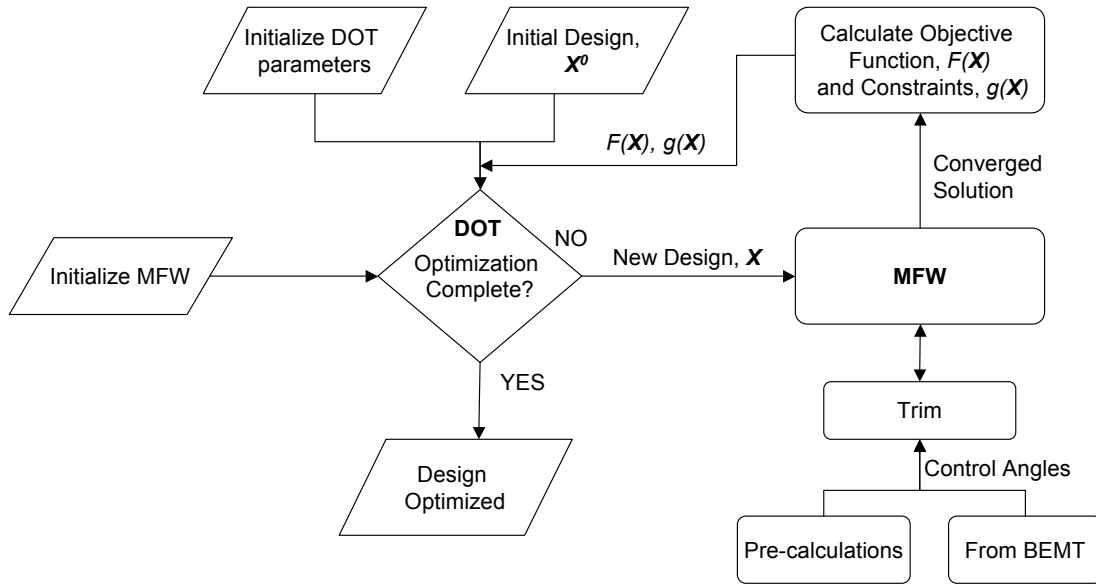 Initialize DOT
parameters
Initial Design,
X⁰
Calculate Objective
Function, F(X)
and Constraints, g(X)
F(X), g(X)
Converged
Solution
DOT
Optimization
Complete?
NO
Initialize MFW
New Design, X
MFW
YES
Trim
Design
Optimized
Control Angles
Pre-calculations
From BEMT